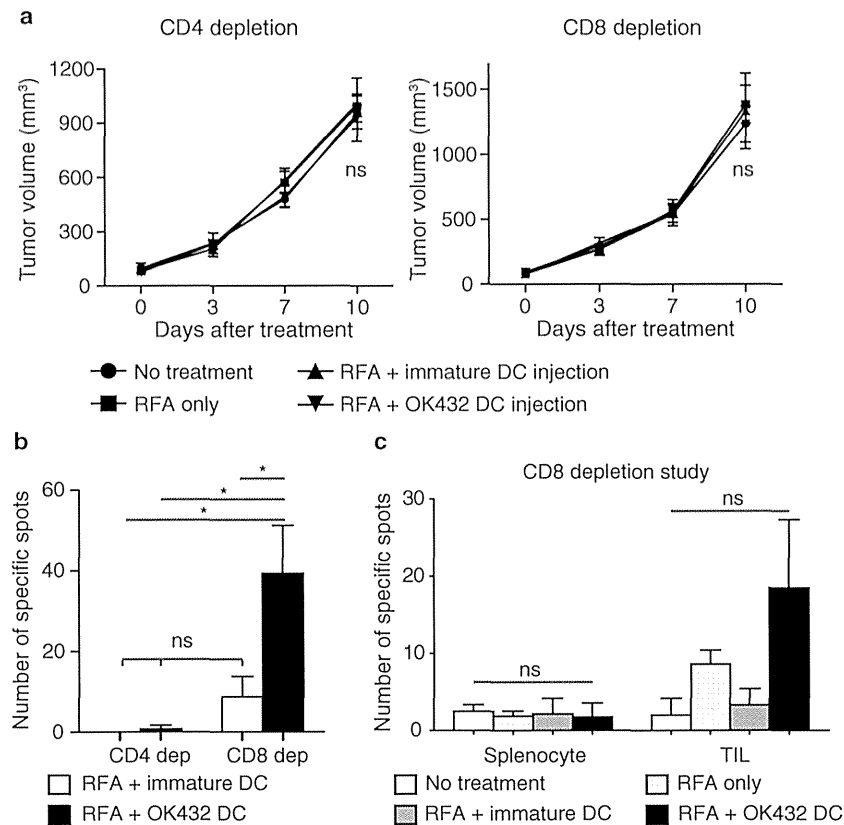 a
CD4 depletion
CD8 depletion
Tumor volume (mm³)
1200
900
600
300
0
ns
0 3 7 10
Days after treatment
Tumor volume (mm³)
1500
1000
500
0
ns
0 3 7 10
Days after treatment
No treatment
RFA + immature DC injection
RFA only
RFA + OK432 DC injection
b
Number of specific spots
60
40
20
0
*
*
*
ns
CD4 dep CD8 dep
RFA + immature DC
RFA + OK432 DC
c
CD8 depletion study
Number of specific spots
30
20
10
0
ns
ns
Splenocyte TIL
No treatment
RFA only
RFA + immature DC
RFA + OK432 DC